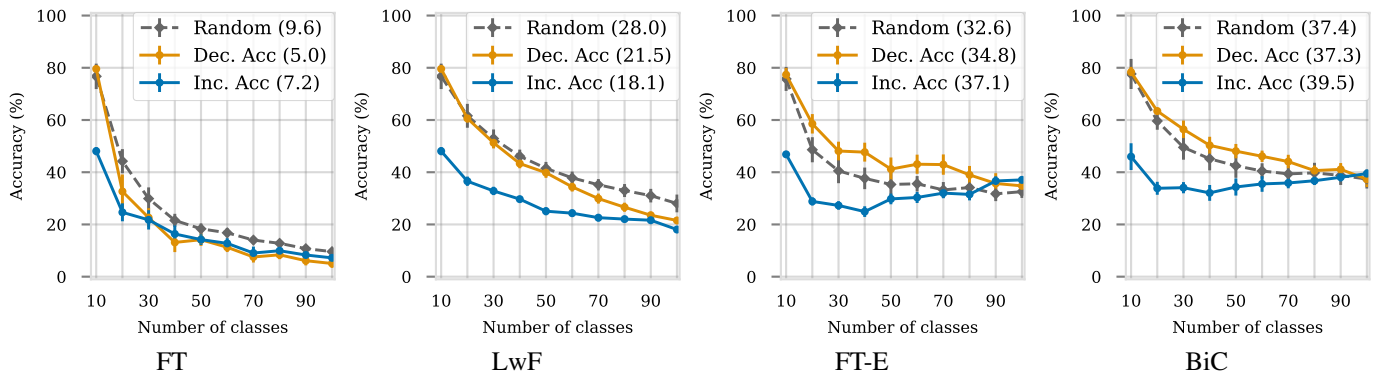 100
80
60
40
20
0
Accuracy (%)
Random (9.6)
Dec. Acc (5.0)
Inc. Acc (7.2)
10 30 50 70 90
Number of classes
FT
100
80
60
40
20
0
Accuracy (%)
Random (28.0)
Dec. Acc (21.5)
Inc. Acc (18.1)
10 30 50 70 90
Number of classes
LwF
100
80
60
40
20
0
Accuracy (%)
Random (32.6)
Dec. Acc (34.8)
Inc. Acc (37.1)
10 30 50 70 90
Number of classes
FT-E
100
80
60
40
20
0
Accuracy (%)
Random (37.4)
Dec. Acc (37.3)
Inc. Acc (39.5)
10 30 50 70 90
Number of classes
BiC